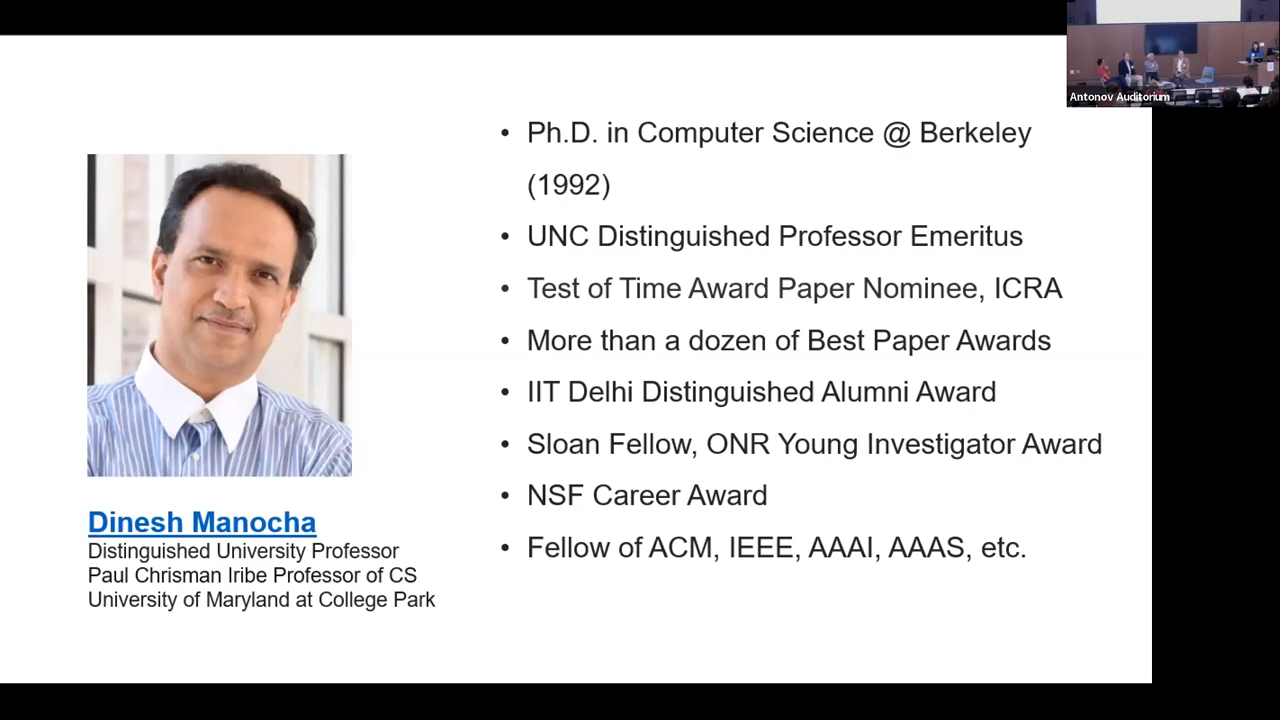 Antonov Auditorium
• Ph.D. in Computer Science @ Berkeley
(1992)
• UNC Distinguished Professor Emeritus
• Test of Time Award Paper Nominee, ICRA
• More than a dozen of Best Paper Awards
• IIT Delhi Distinguished Alumni Award
• Sloan Fellow, ONR Young Investigator Award
• NSF Career Award
• Fellow of ACM, IEEE, AAAI, AAAS, etc.
Dinesh Manocha
Distinguished University Professor
Paul Chrisman Iribe Professor of CS
University of Maryland at College Park